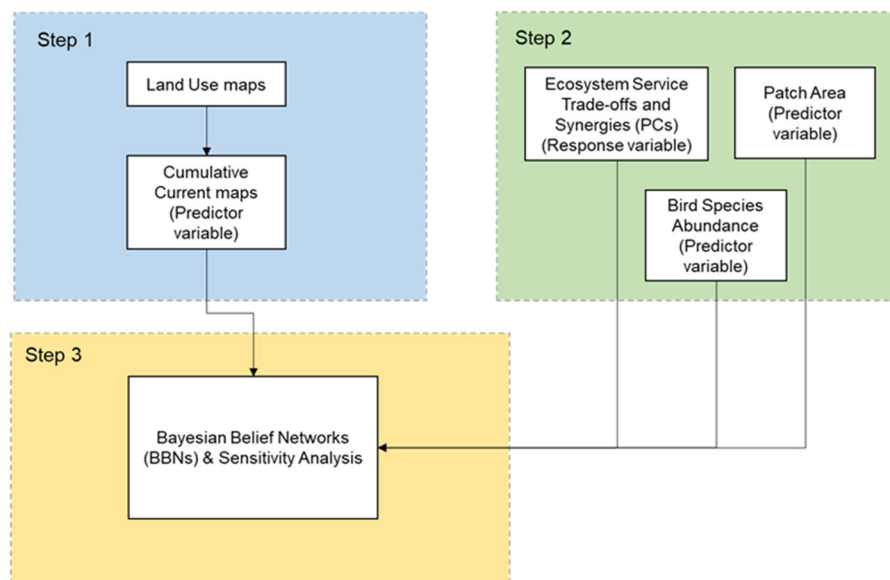 Step 1
Land Use maps
Cumulative
Current maps
(Predictor
variable)
Step 2
Ecosystem Service
Trade-offs and
Synergies (PCs)
(Response variable)
Patch Area
(Predictor
variable)
Bird Species
Abundance
(Predictor
variable)
Step 3
Bayesian Belief Networks
(BBNs) & Sensitivity Analysis